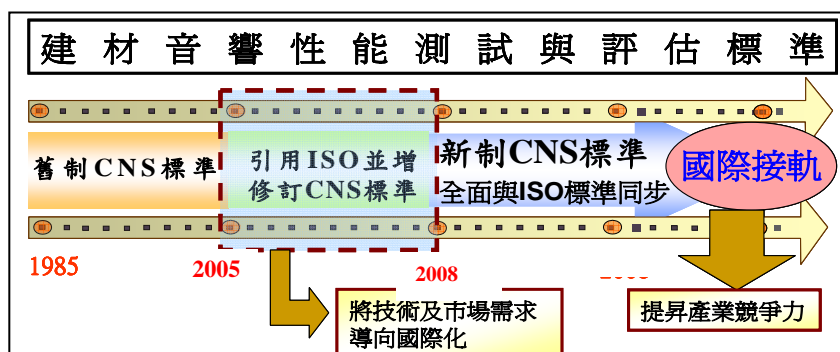 建材音響性能測試與評估標準
舊制CNS標準
引用ISO並增
修訂CNS標準
新制CNS標準
全面與ISO標準同步
國際接軌
1985
2005
2008
將技術及市場需求
導向國際化
提昇產業競爭力